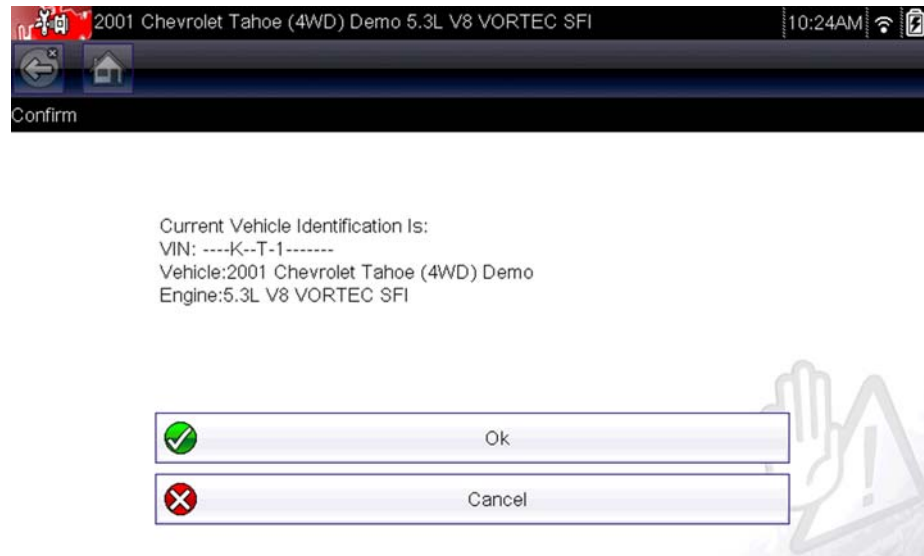 2001 Chevrolet Tahoe (4WD) Demo 5.3L V8 VORTEC SFI 10:24AM
Confirm
Current Vehicle Identification Is:
VIN: ----K--T-1-------
Vehicle:2001 Chevrolet Tahoe (4WD) Demo
Engine:5.3L V8 VORTEC SFI
Ok
Cancel